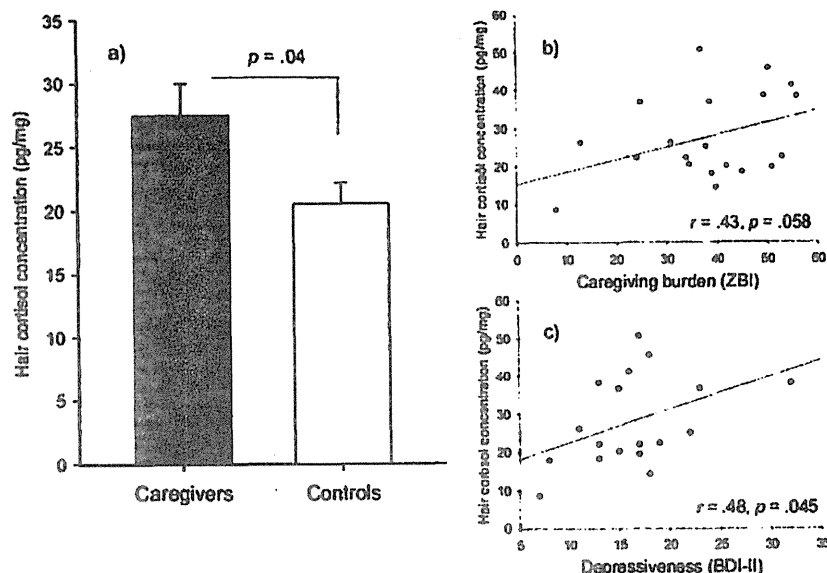 a)
p = .04
Hair cortisol concentration (pg/mg)
35
30
25
20
15
10
5
0
Caregivers
Controls
b)
Hair cortisol concentration (pg/mg)
60
50
40
30
20
10
0
r = .43, p = .058
0 10 20 30 40 50 60
Caregiving burden (ZBI)
c)
Hair cortisol concentration (pg/mg)
60
50
40
30
20
10
0
r = .48, p = .045
5 10 15 20 25 30 35
Depressiveness (BDI-II)